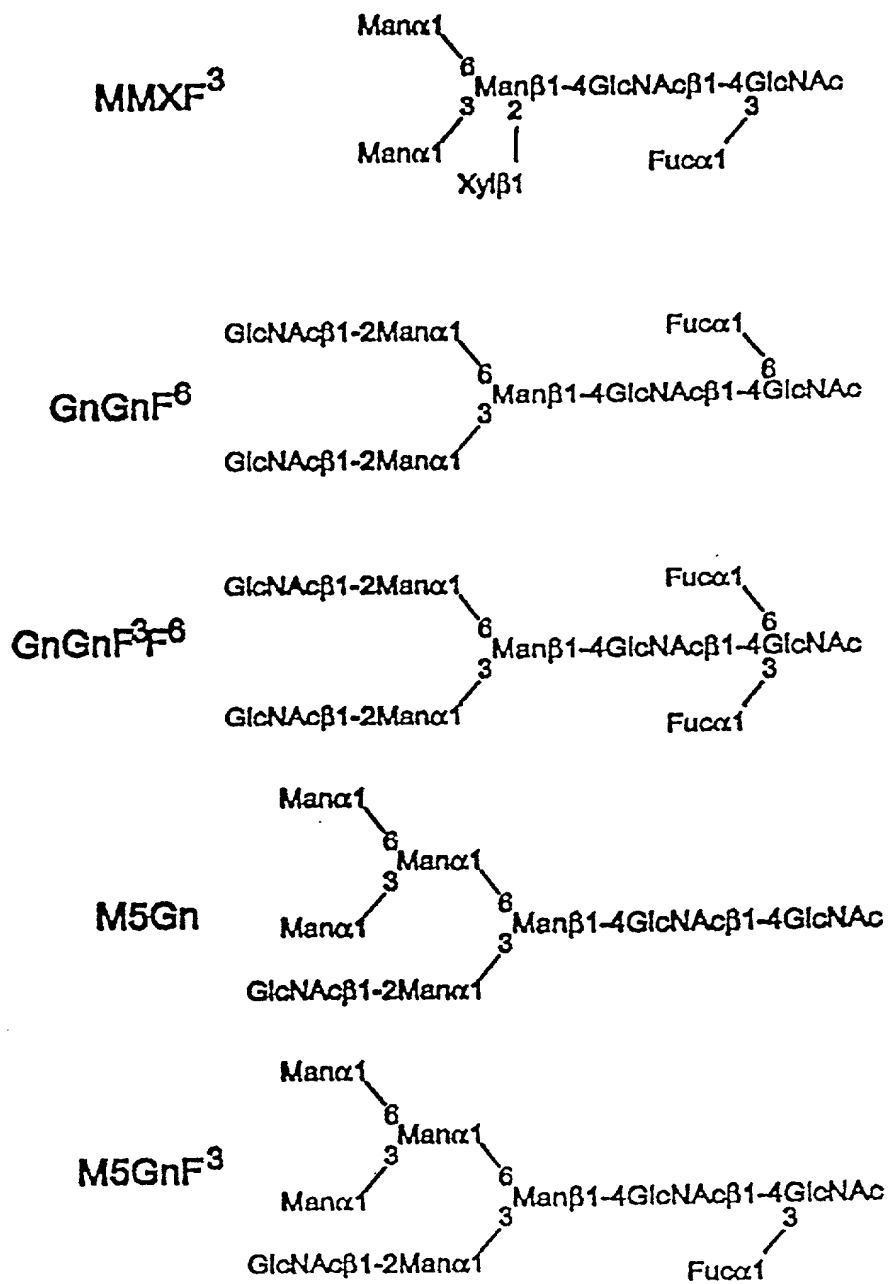 Manα1
6
MMXF³
Manβ1-4GlcNAcβ1-4GlcNAc
3 2 3
Manα1 Fucα1
Xylβ1
GlcNAcβ1-2Manα1 Fucα1
6 6
GnGnF⁶
Manβ1-4GlcNAcβ1-4GlcNAc
3
GlcNAcβ1-2Manα1
GlcNAcβ1-2Manα1 Fucα1
6 6
GnGnF³F⁶
Manβ1-4GlcNAcβ1-4GlcNAc
3 3
GlcNAcβ1-2Manα1 Fucα1
Manα1
6
Manα1
3
M5Gn
Manα1
6
Manβ1-4GlcNAcβ1-4GlcNAc
3
GlcNAcβ1-2Manα1
Manα1
6
Manα1
3
M5GnF³
Manα1
6
Manβ1-4GlcNAcβ1-4GlcNAc
3 3
GlcNAcβ1-2Manα1 Fucα1